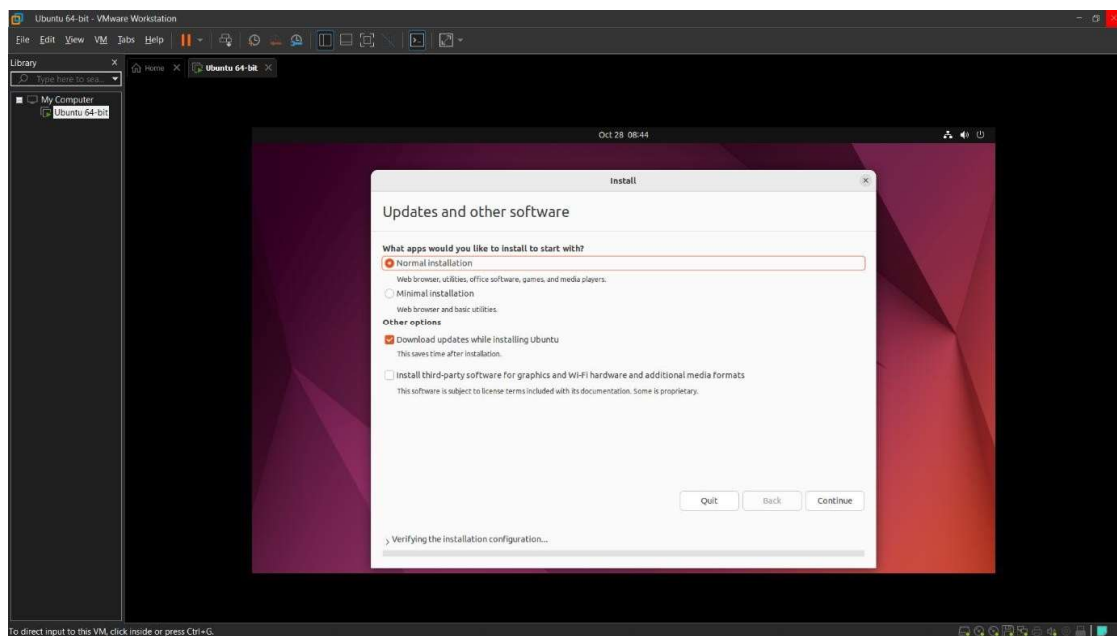 Ubuntu 64-bit - VMware Workstation
File Edit View VM Tabs Help
Library X
Home X Ubuntu 64-bit X
Type here to sea...
My Computer
Ubuntu 64-bit
Oct 28 08:44
Install
Updates and other software
What apps would you like to install to start with?
Normal installation
Web browser, utilities, office software, games, and media players.
Minimal installation
Web browser and basic utilities.
Other options
Download updates while installing Ubuntu
This saves time after installation.
Install third-party software for graphics and Wi-Fi hardware and additional media formats
This software is subject to license terms included with its documentation. Some is proprietary.
Quit Back Continue
Verifying the installation configuration...
To direct input to this VM, click inside or press Ctrl+G.